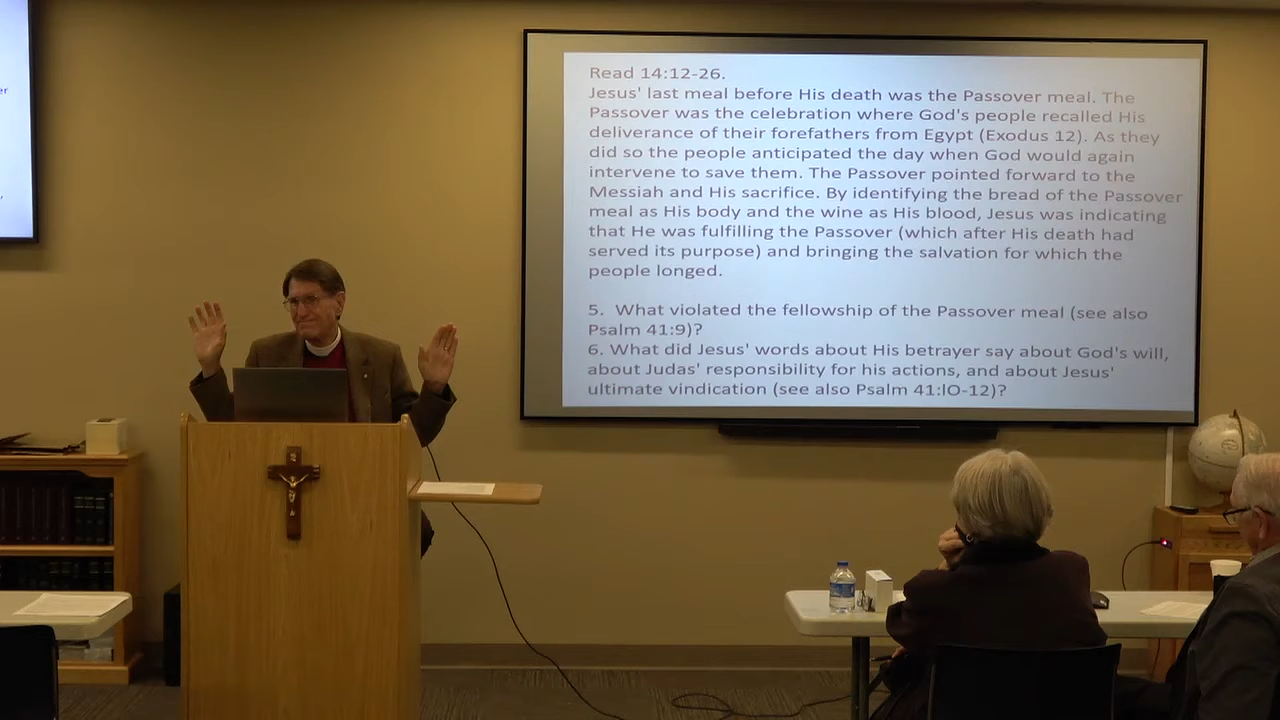 Read 14:12-26.
Jesus' last meal before His death was the Passover meal. The
Passover was the celebration where God's people recalled His
deliverance of their forefathers from Egypt (Exodus 12). As they
did so the people anticipated the day when God would again
intervene to save them. The Passover pointed forward to the
Messiah and His sacrifice. By identifying the bread of the Passover
meal as His body and the wine as His blood, Jesus was indicating
that He was fulfilling the Passover (which after His death had
served its purpose) and bringing the salvation for which the
people longed.
5. What violated the fellowship of the Passover meal (see also
Psalm 41:9)?
6. What did Jesus' words about His betrayer say about God's will,
about Judas' responsibility for his actions, and about Jesus'
ultimate vindication (see also Psalm 41:lO-12)?